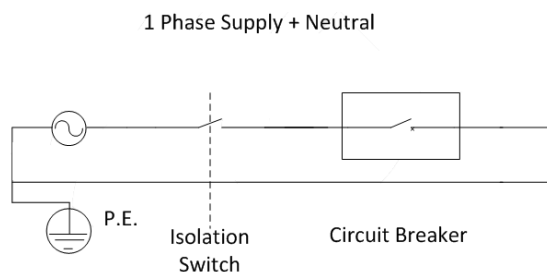 1 Phase Supply + Neutral
P.E.
Isolation
Switch
Circuit Breaker